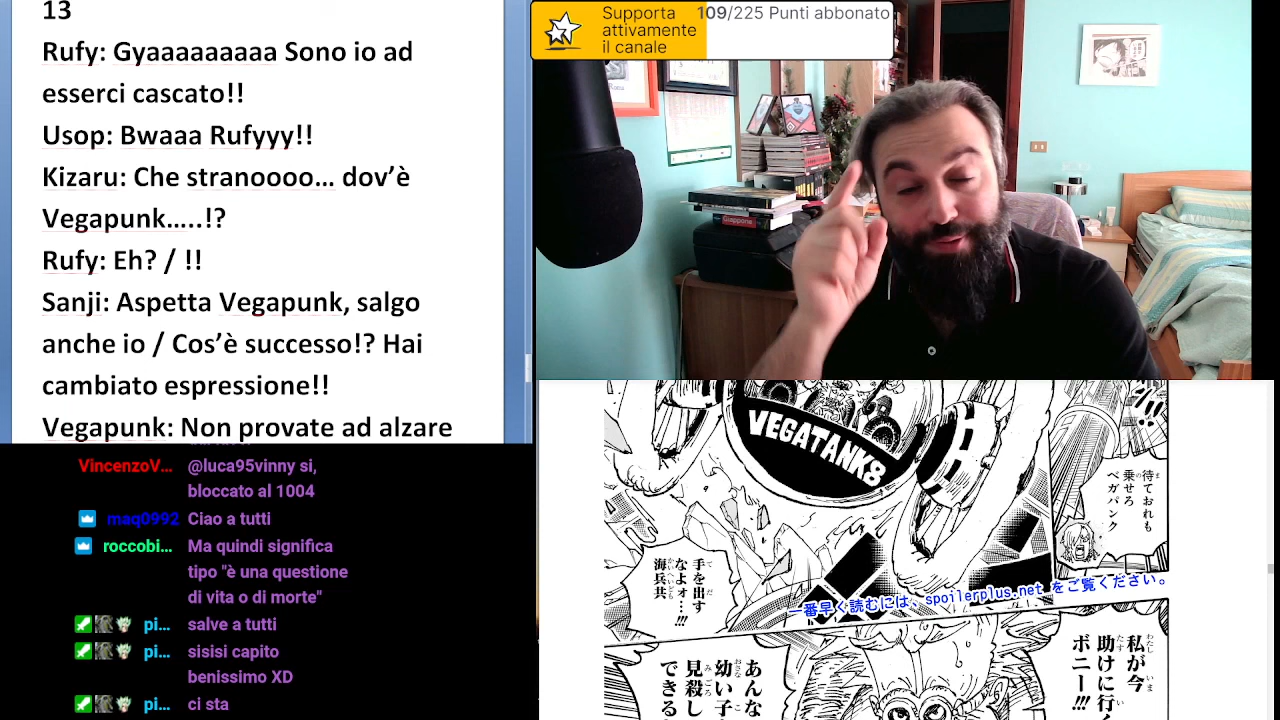 13
Rufy: Gyaaaaaaaaa Sono io ad
esserci cascato!!
Usop: Bwaaa Rufyyy!!
Kizaru: Che stranoooo… dov’è
Vegapunk…..!?
Rufy: Eh? / !!
Sanji: Aspetta Vegapunk, salgo
anche io / Cos’è successo!? Hai
cambiato espressione!!
Vegapunk: Non provate ad alzare
VincenzoV… @luca95vinny si,
bloccato al 1004
maq0992 Ciao a tutti
roccobi… Ma quindi significa
tipo "è una questione
di vita o di morte"
pi… salve a tutti
pi… sisisi capito
benissimo XD
pi… ci sta
Supporta
attivamente
il canale
109/225 Punti abbonato
Giappone
VEGATANK8
待ておれも
乗せろ
ベガパンク
手を出す
なよォ…
海兵共!!!
一番早く読むには、spoilerplus.net をご覧ください。
私が今
助けに行
ボニー!!!
あんな
幼い子
見殺し
できる